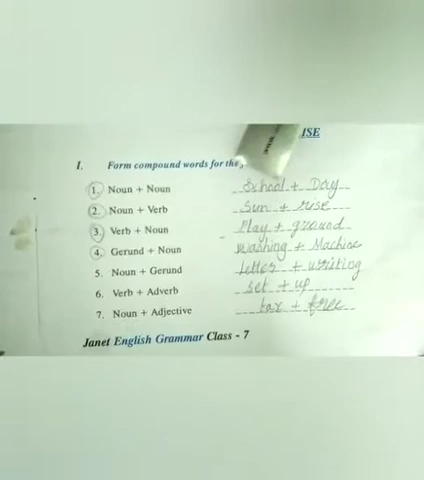 ISE
I. Form compound words for the
1. Noun + Noun School + Day
2. Noun + Verb Sun + rise
3. Verb + Noun Play + ground
4. Gerund + Noun Washing + Machine
5. Noun + Gerund letter + writing
6. Verb + Adverb set + up
7. Noun + Adjective tax + free
Janet English Grammar Class - 7